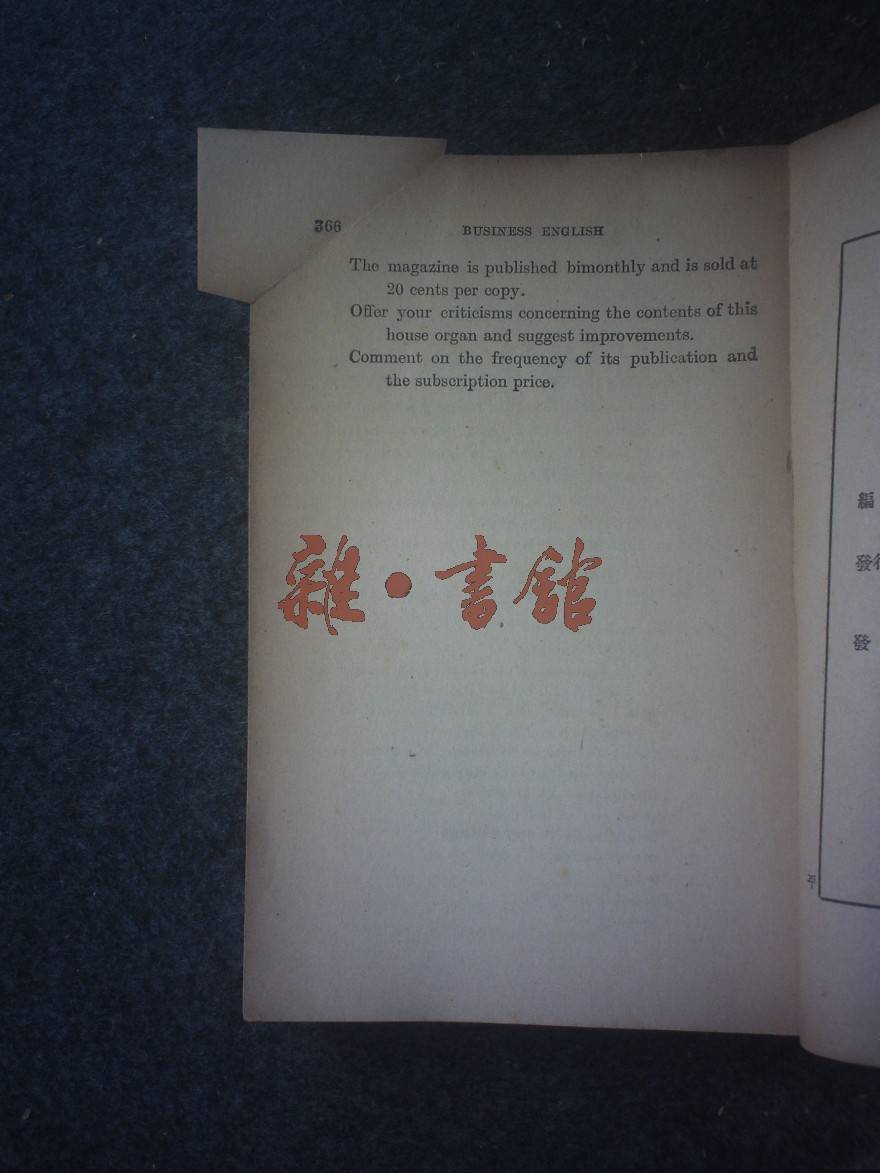 366
BUSINESS ENGLISH
The magazine is published bimonthly and is sold at
20 cents per copy.
Offer your criticisms concerning the contents of this
house organ and suggest improvements.
Comment on the frequency of its publication and
the subscription price.
雜·書館
編
發行
發